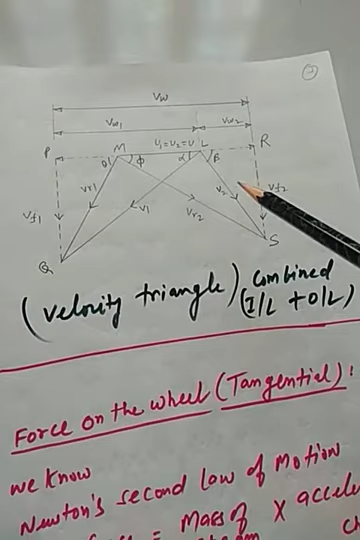 2
Vw
Vw1 Vw2
P M U1=U2=U L R
θ ϕ α β
Vf1 Vr1 V1 Vr2 V2 Vf2
Q S
(velocity triangle) combined
(I/L + O/L)
Force on the wheel (Tangential):
we know
Newton's second law of Motion
Mass of X